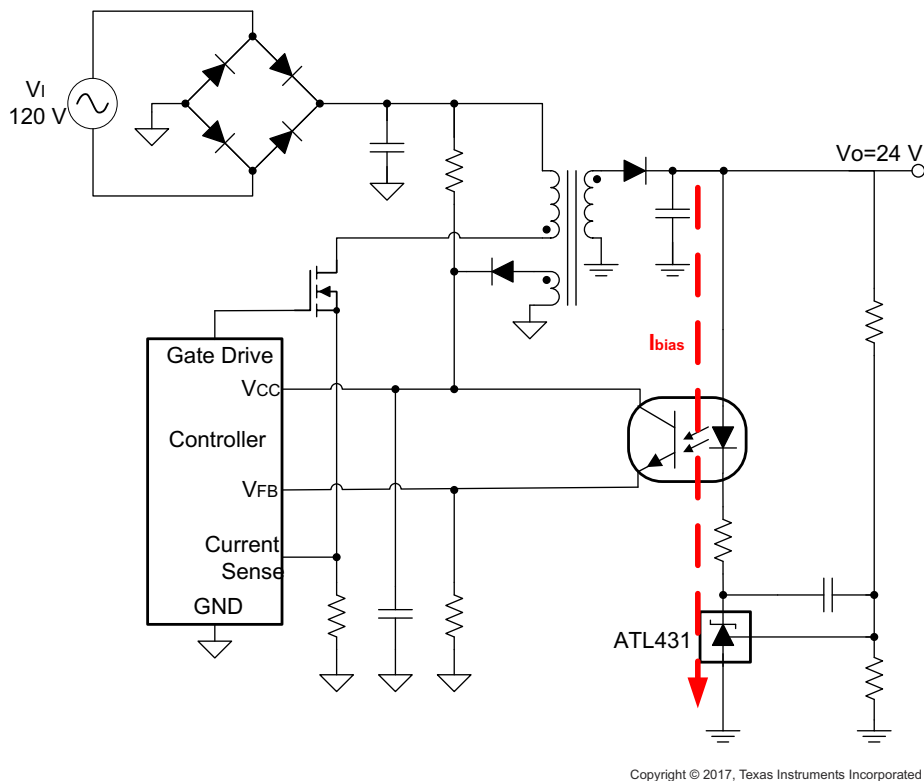 VI
120 V
Vo=24 V
Ibias
Gate Drive
VCC
Controller
VFB
Current
Sense
GND
ATL431
Copyright © 2017, Texas Instruments Incorporated